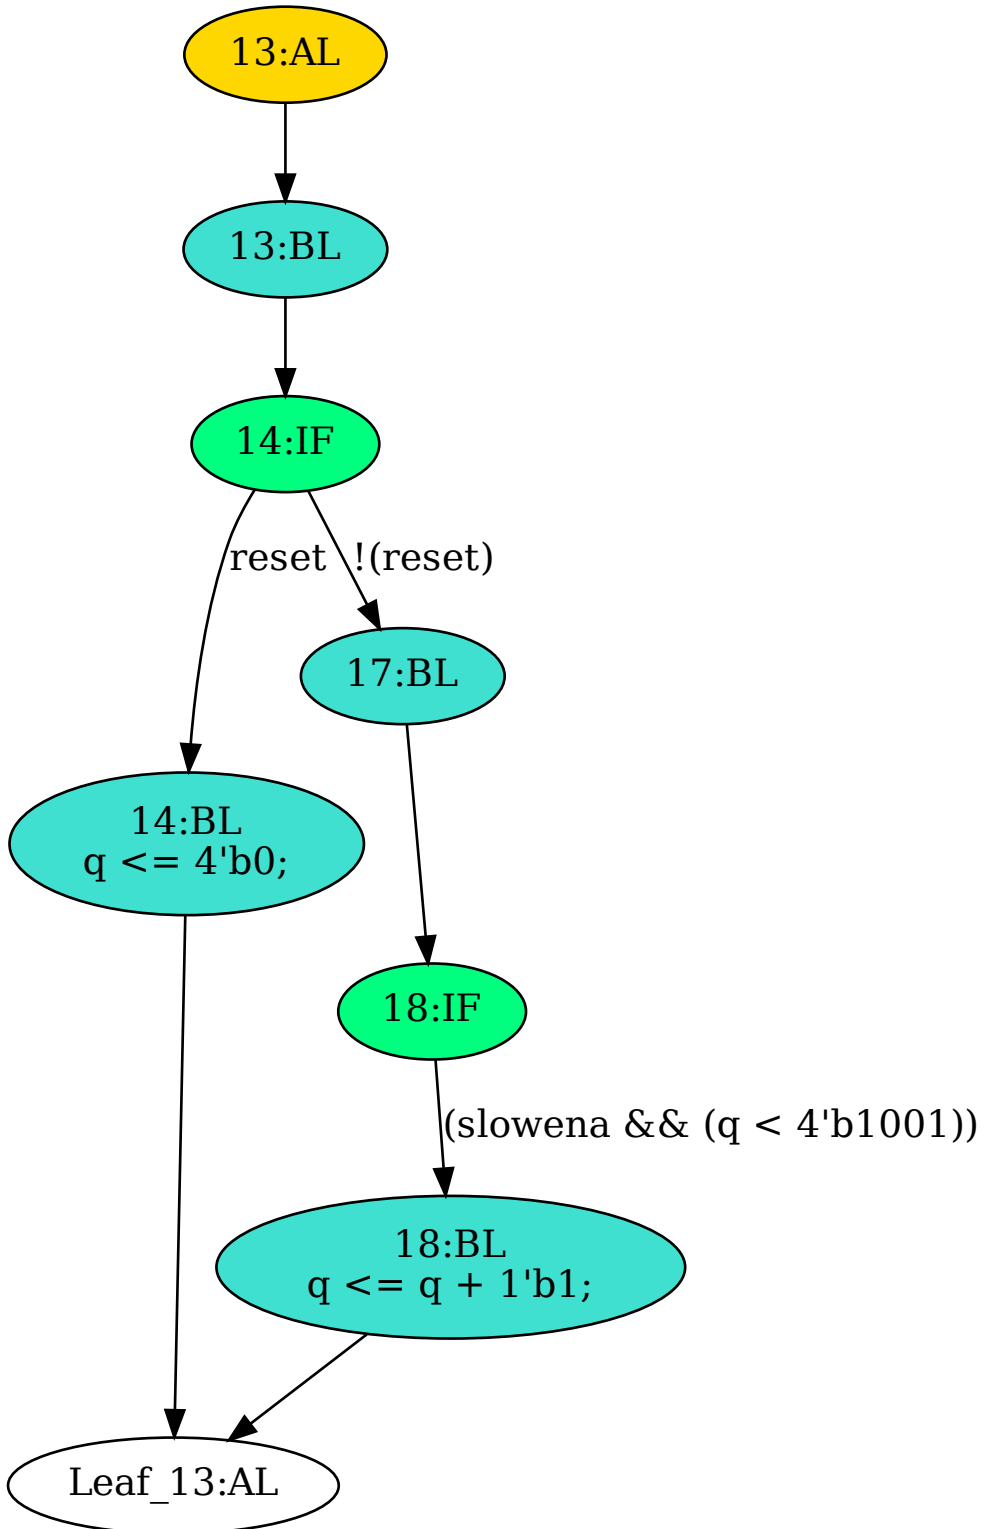 13:AL
13:BL
14:IF
reset !(reset)
17:BL
14:BL
q <= 4'b0;
18:IF
(slowena && (q < 4'b1001))
18:BL
q <= q + 1'b1;
Leaf_13:AL